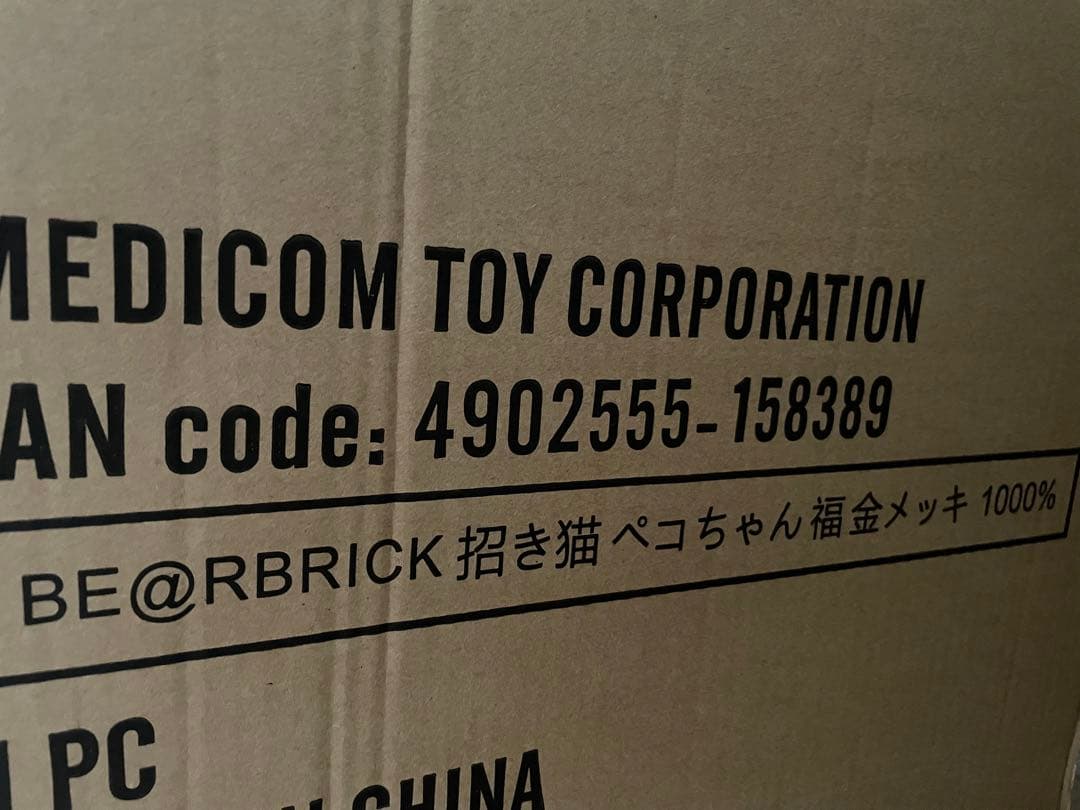 MEDICOM TOY CORPORATION
AN code: 4902555-158389
BE@RBRICK 招き猫 ペコちゃん 福 金メッキ 1000%
PC
CHINA